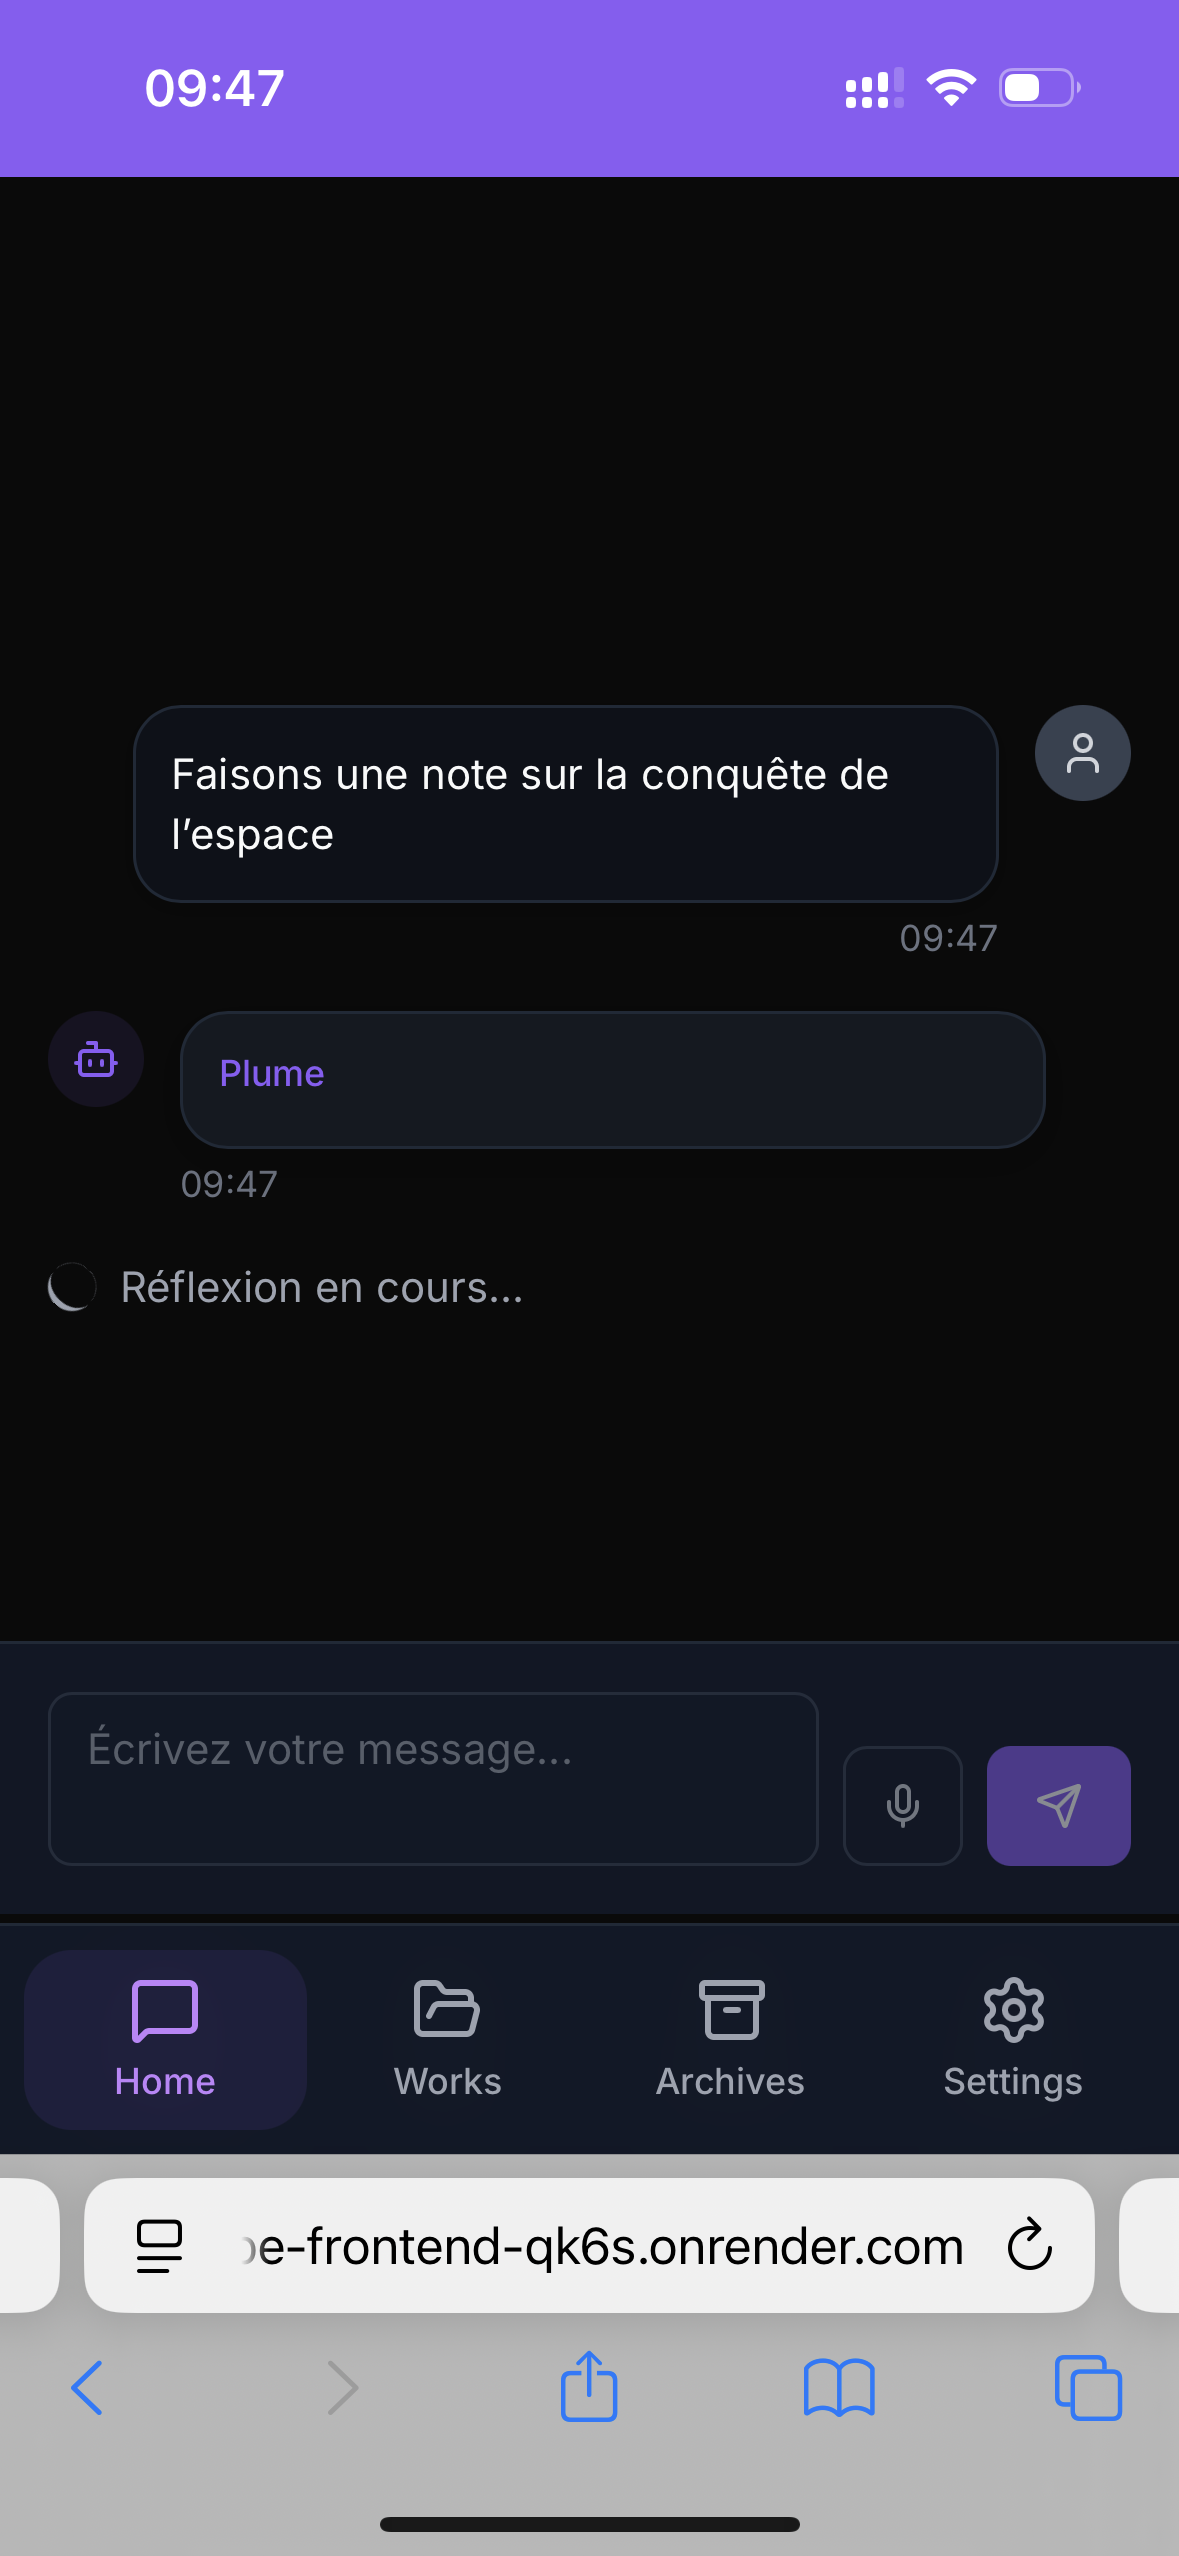 09:47
Faisons une note sur la conquête de
l’espace
09:47
Plume
09:47
Réflexion en cours...
Écrivez votre message...
Home
Works
Archives
Settings
e-frontend-qk6s.onrender.com